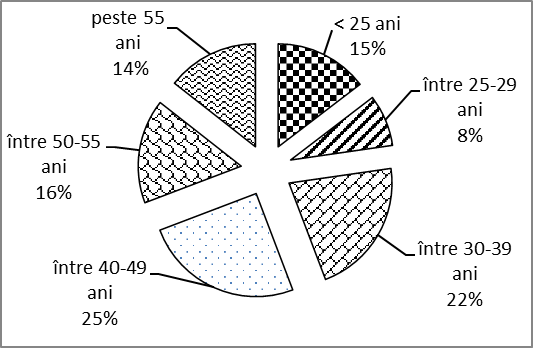 peste 55
ani
14%
< 25 ani
15%
între 25-29
ani
8%
între 30-39
ani
22%
între 40-49
ani
25%
între 50-55
ani
16%